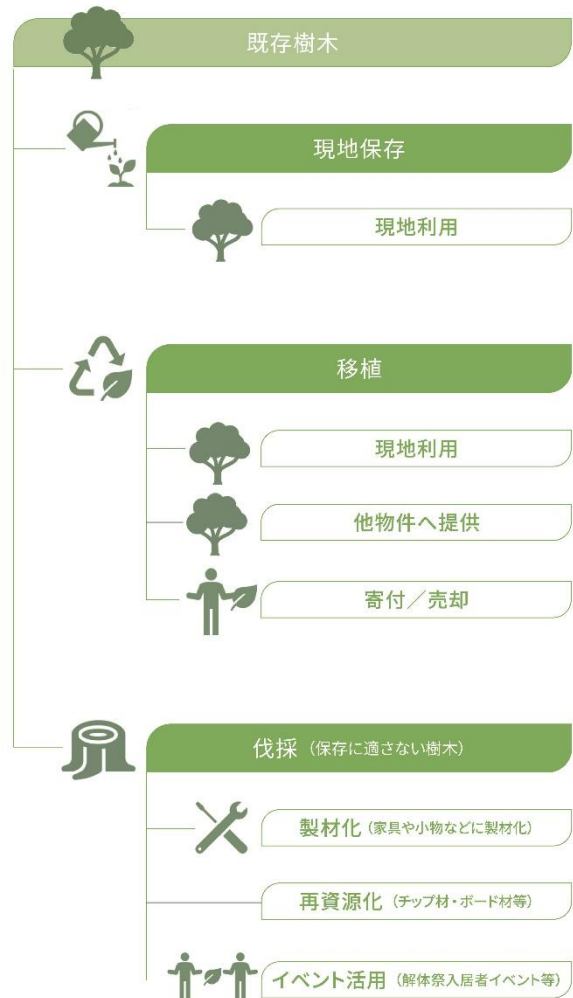 既存樹木
現地保存
現地利用
移植
現地利用
他物件へ提供
寄付／売却
伐採（保存に適さない樹木）
製材化（家具や小物などに製材化）
再資源化（チップ材・ボード材等）
イベント活用（解体祭入居者イベント等）